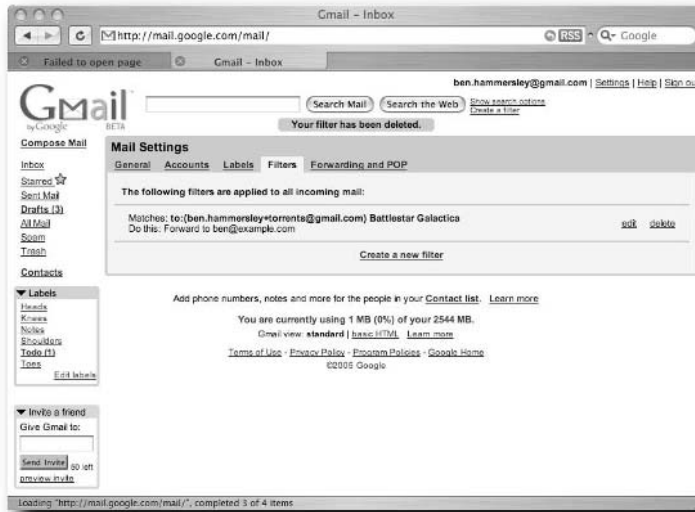 Gmail – Inbox
http://mail.google.com/mail/
RSS
Google
Failed to open page
Gmail – Inbox
ben.hammersley@gmail.com | Settings | Help | Sign ou
Gmail
by Google
BETA
Search Mail
Search the Web
Show search options
Create a filter
Your filter has been deleted.
Compose Mail
Inbox
Starred
Sent Mail
Drafts (3)
All Mail
Spam
Trash
Contacts
Labels
Heads
Knees
Notes
Shoulders
Todo (1)
Toes
Edit labels
Invite a friend
Give Gmail to:
Send Invite 50 left
preview invite
Mail Settings
General Accounts Labels Filters Forwarding and POP
The following filters are applied to all incoming mail:
Matches: to:(ben.hammersley+torrents@gmail.com) Battlestar Galactica
Do this: Forward to ben@example.com
edit delete
Create a new filter
Add phone numbers, notes and more for the people in your Contact list. Learn more
You are currently using 1 MB (0%) of your 2544 MB.
Gmail view: standard | basic HTML Learn more
Terms of Use - Privacy Policy - Program Policies - Google Home
©2005 Google
Loading "http://mail.google.com/mail/", completed 3 of 4 items